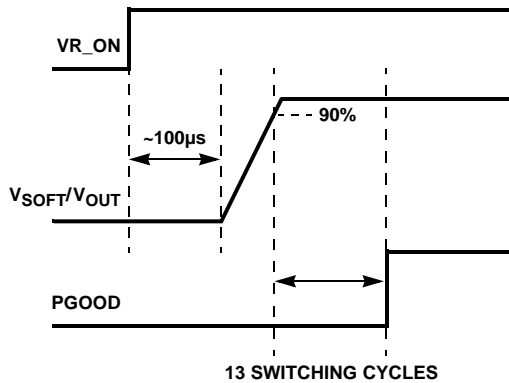 VR_ON
90%
~100µs
VSOFT/VOUT
PGOOD
13 SWITCHING CYCLES